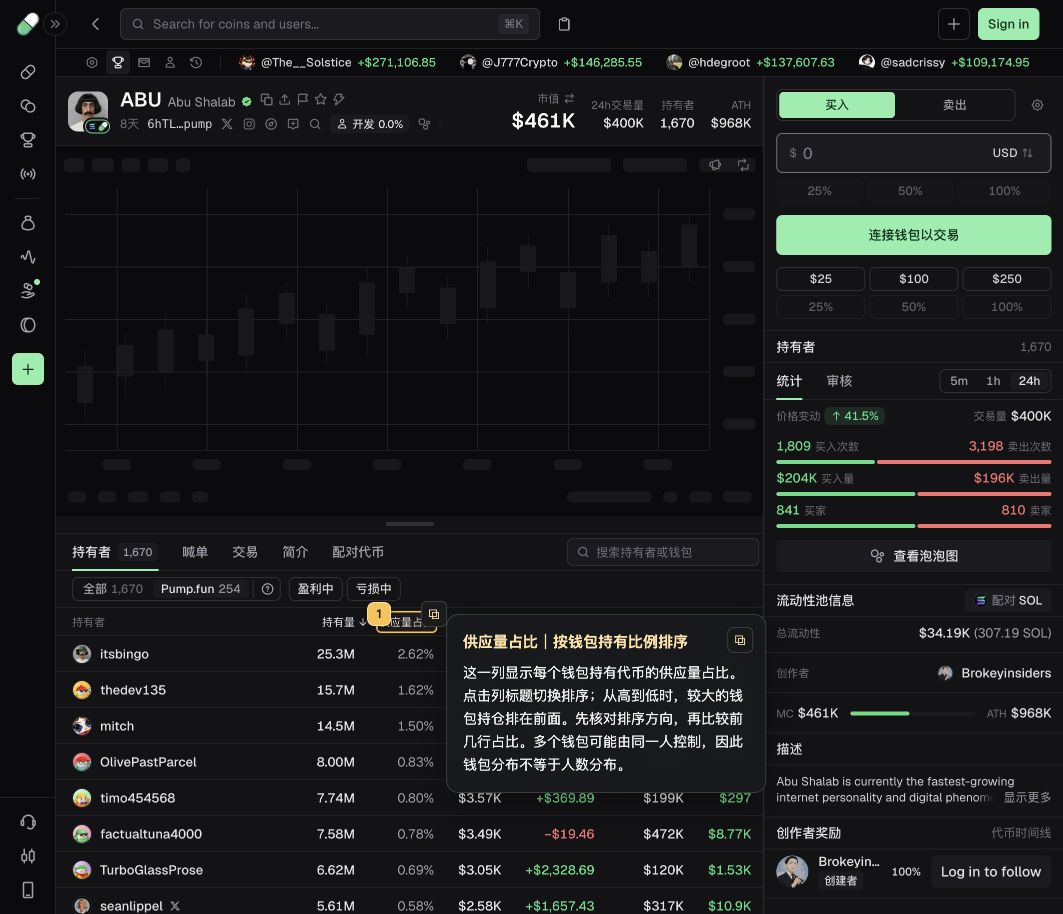 Search for coins and users...
⌘K
Sign in
@The__Solstice +$271,106.85
@J777Crypto +$146,285.55
@hdegroot +$137,607.63
@sadcrissy +$109,174.95
ABU Abu Shalab
8天 6hTL…pump
开发 0.0%
市值
$461K
24h交易量
$400K
持有者
1,670
ATH
$968K
买入
卖出
$ 0
USD
25%
50%
100%
连接钱包以交易
$25
$100
$250
25%
50%
100%
持有者
1,670
统计
审核
5m
1h
24h
价格变动 ↑ 41.5%
交易量 $400K
1,809 买入次数
3,198 卖出次数
$204K 买入量
$196K 卖出量
841 买家
810 卖家
查看泡泡图
流动性池信息
配对 SOL
总流动性
$34.19K (307.19 SOL)
创作者
Brokeyinsiders
MC $461K
ATH $968K
描述
Abu Shalab is currently the fastest-growing
internet personality and digital phenom
显示更多
创作者奖励
代币时间线
Brokeyin...
创建者
100%
Log in to follow
持有者 1,670
喊单
交易
简介
配对代币
搜索持有者或钱包
全部 1,670
Pump.fun 254
盈利中
亏损中
持有者
持有量 ↓
应量占
1
供应量占比｜按钱包持有比例排序
这一列显示每个钱包持有代币的供应量占比。
点击列标题切换排序；从高到低时，较大的钱
包持仓排在前面。先核对排序方向，再比较前
几行占比。多个钱包可能由同一人控制，因此
钱包分布不等于人数分布。
itsbingo 25.3M 2.62%
thedev135 15.7M 1.62%
mitch 14.5M 1.50%
OlivePastParcel 8.00M 0.83%
timo454568 7.74M 0.80% $3.57K +$369.89 $199K $297
factualtuna4000 7.58M 0.78% $3.49K −$19.46 $472K $8.77K
TurboGlassProse 6.62M 0.69% $3.05K +$2,328.69 $120K $1.53K
seanlippel 5.61M 0.58% $2.58K +$1,657.43 $317K $10.9K